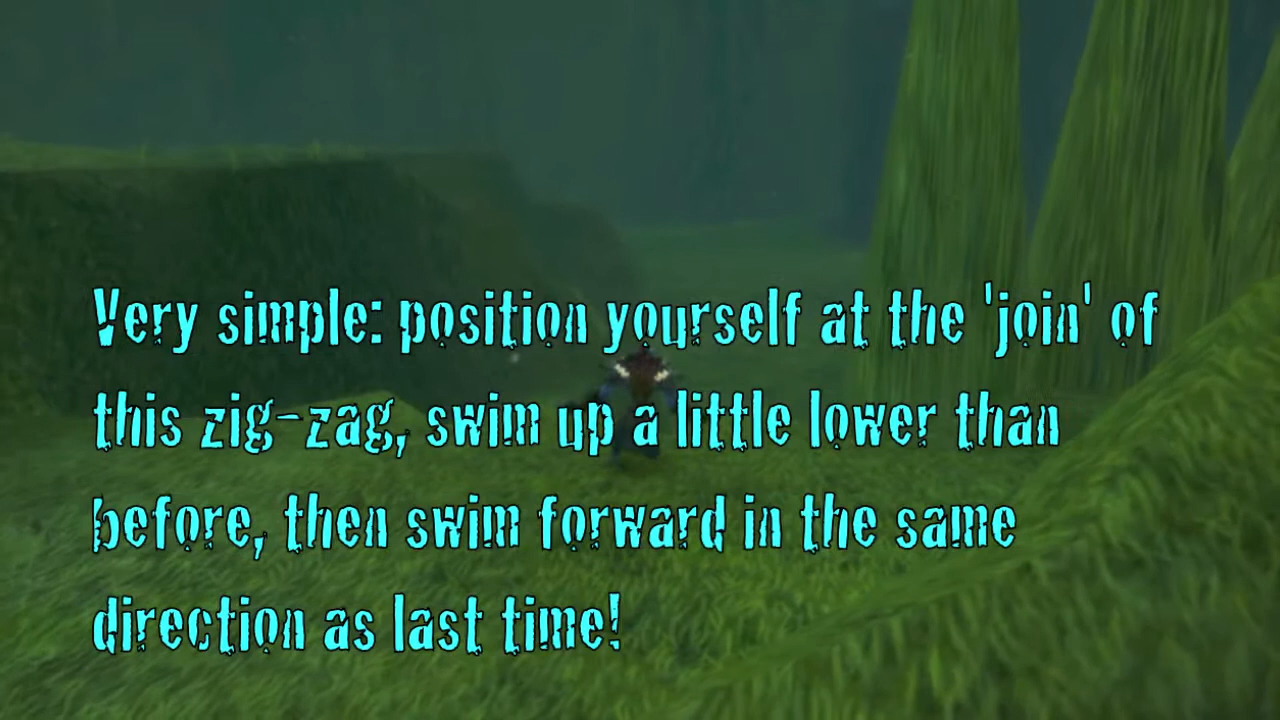 Very simple: position yourself at the 'join' of
this zig-zag, swim up a little lower than
before, then swim forward in the same
direction as last time!